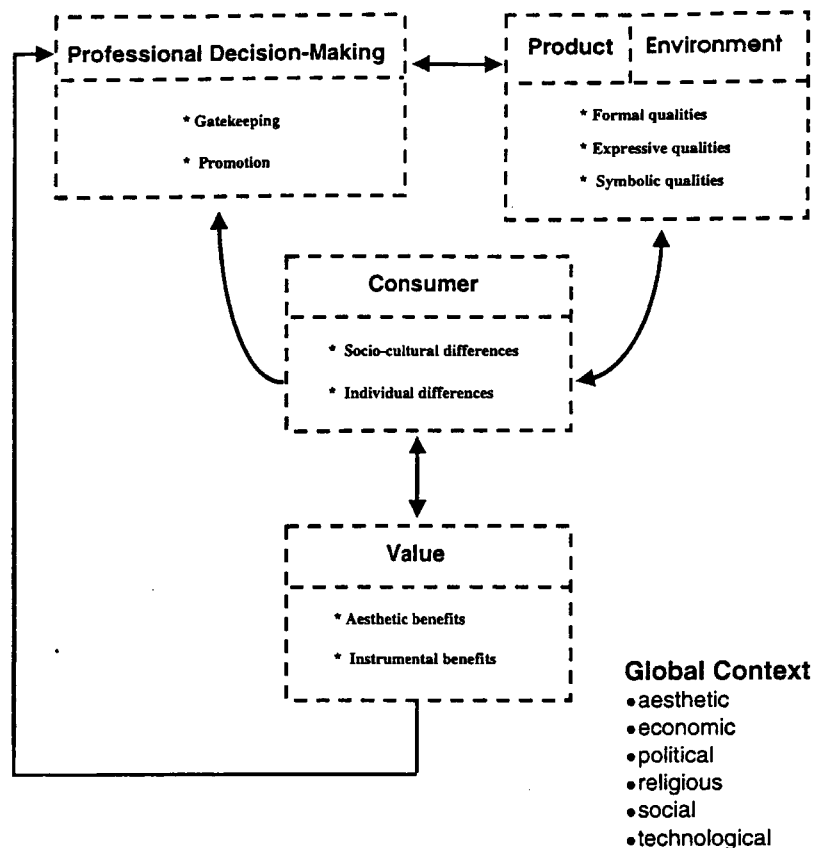 Professional Decision-Making
* Gatekeeping
* Promotion
Product
Environment
* Formal qualities
* Expressive qualities
* Symbolic qualities
Consumer
* Socio-cultural differences
* Individual differences
Value
* Aesthetic benefits
* Instrumental benefits
Global Context
• aesthetic
• economic
• political
• religious
• social
• technological